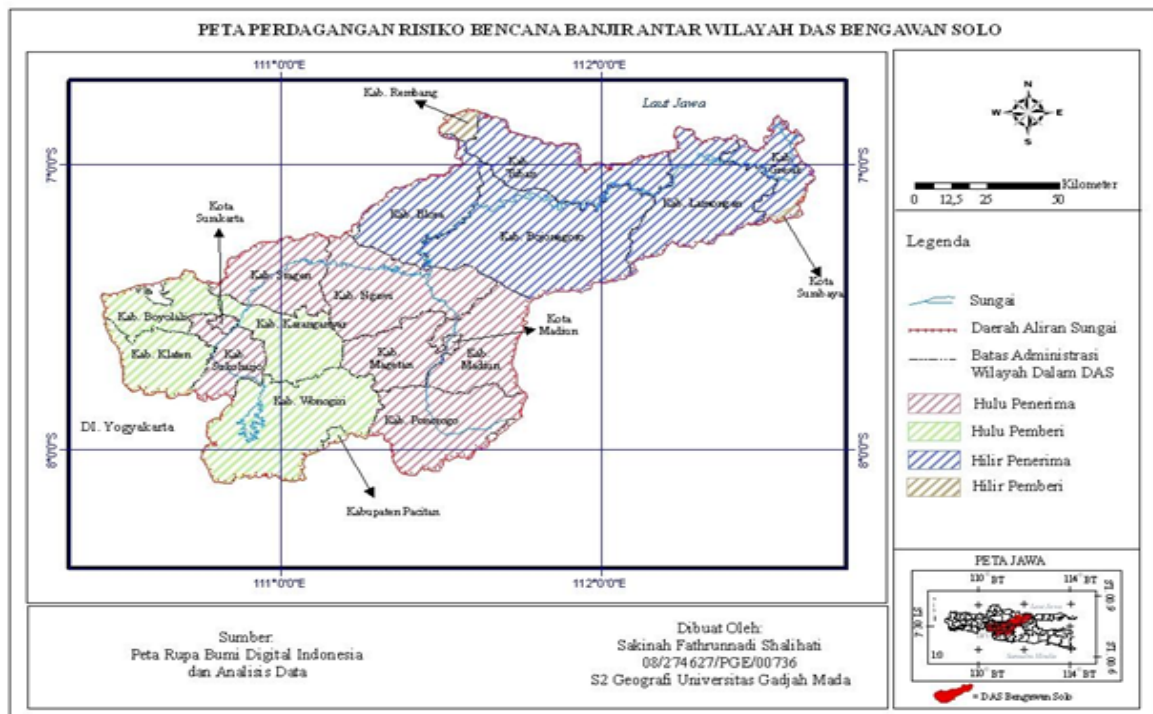 PETA PERDAGANGAN RISIKO BENCANA BANJIR ANTAR WILAYAH DAS BENGAWAN SOLO
111°0'0"E
112°0'0"E
Kab. Rembang
Laut Jawa
7°0'0"S
7°0'0"S
Kab. Tuban
Kab. Gresik
Kab. Blora
Kab. Lamongan
Kab. Bojonegoro
Kota Surakarta
Kota Surabaya
Kab. Sragen
Kab. Ngawi
Kab. Boyolali
Kab. Karanganyar
Kota Madiun
Kab. Klaten
Kab. Sukoharjo
Kab. Magetan
Kab. Madiun
Kab. Wonogiri
Kab. Ponorogo
DI. Yogyakarta
8°0'0"S
8°0'0"S
Kabupaten Pacitan
111°0'0"E
112°0'0"E
N
W E
S
Kilometer
0 12,5 25 50
Legenda
Sungai
Daerah Aliran Sungai
Batas Administrasi
Wilayah Dalam DAS
Hulu Penerima
Hulu Pemberi
Hilir Penerima
Hilir Pemberi
PETA JAWA
110° BT 114° BT
Laut Jawa
110 114° BT
= DAS Bengawan Solo
Sumber:
Peta Rupa Bumi Digital Indonesia
dan Analisis Data
Dibuat Oleh:
Sakinah Fathrunnadi Shalihati
08/274627/PGE/00736
S2 Geografi Universitas Gadjah Mada